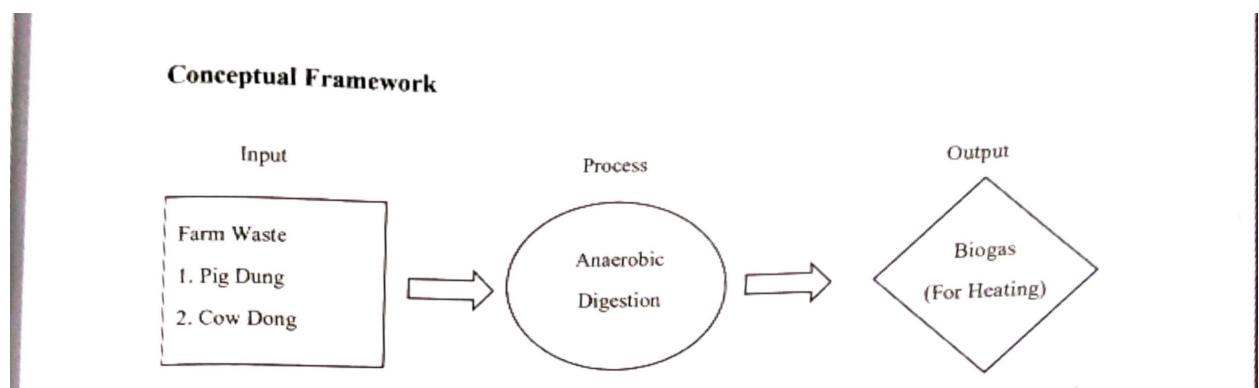 Conceptual Framework
Input
Process
Output
Farm Waste
1. Pig Dung
2. Cow Dong
Anaerobic
Digestion
Biogas
(For Heating)